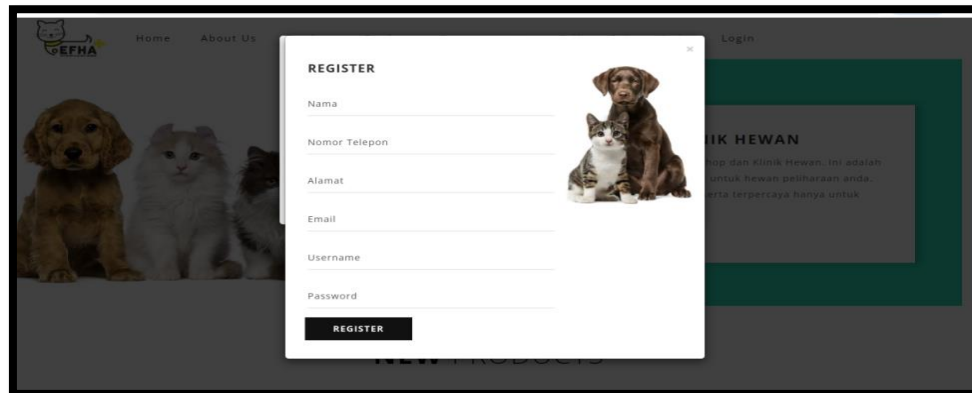 EFHA
Home About Us Login
×
REGISTER
Nama
Nomor Telepon
Alamat
Email
Username
Password
REGISTER
IK HEWAN
hop dan Klinik Hewan. Ini adalah
untuk hewan peliharaan anda.
erta terpercaya hanya untuk
NEW PRODUCTS